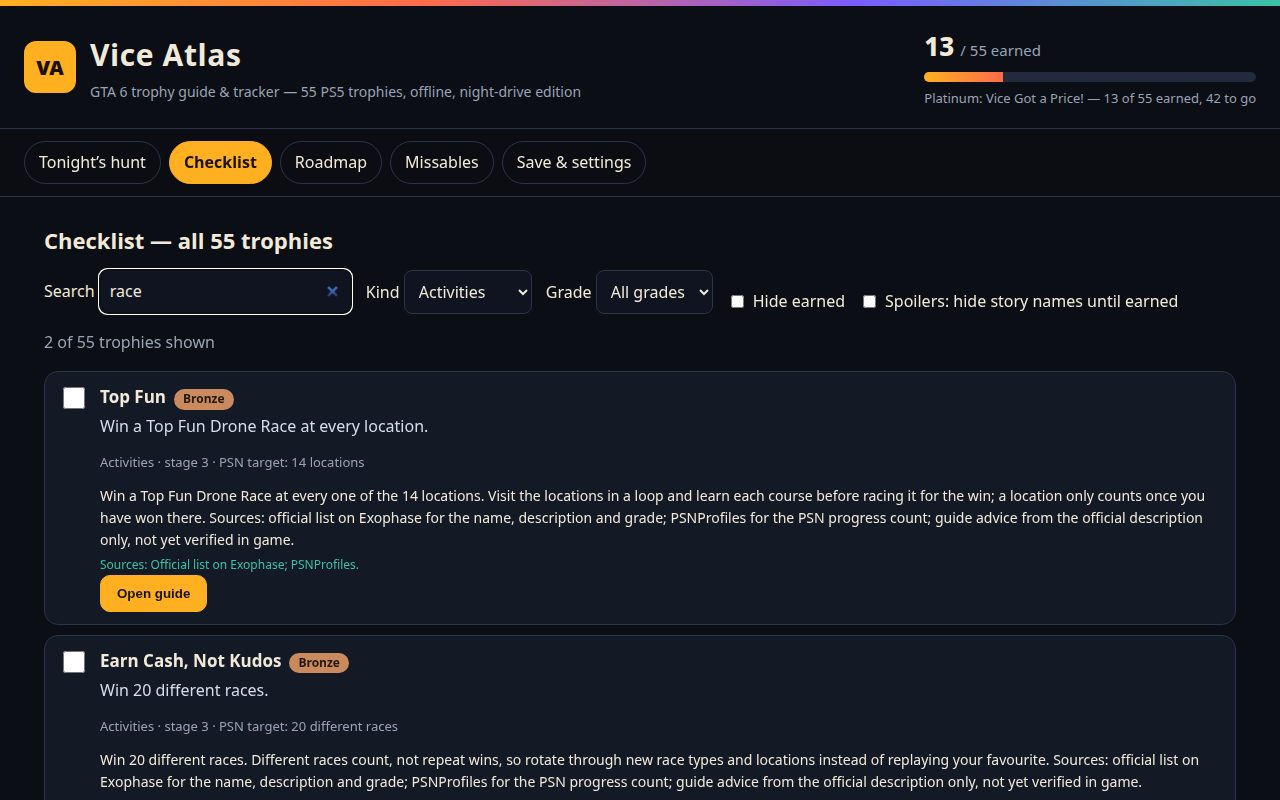 VA
Vice Atlas
GTA 6 trophy guide & tracker — 55 PS5 trophies, offline, night-drive edition
13 / 55 earned
Platinum: Vice Got a Price! — 13 of 55 earned, 42 to go
Tonight’s hunt
Checklist
Roadmap
Missables
Save & settings
Checklist — all 55 trophies
Search race ✕ Kind Activities Grade All grades Hide earned Spoilers: hide story names until earned
2 of 55 trophies shown
Top Fun Bronze
Win a Top Fun Drone Race at every location.
Activities · stage 3 · PSN target: 14 locations
Win a Top Fun Drone Race at every one of the 14 locations. Visit the locations in a loop and learn each course before racing it for the win; a location only counts once you
have won there. Sources: official list on Exophase for the name, description and grade; PSNProfiles for the PSN progress count; guide advice from the official description
only, not yet verified in game.
Sources: Official list on Exophase; PSNProfiles.
Open guide
Earn Cash, Not Kudos Bronze
Win 20 different races.
Activities · stage 3 · PSN target: 20 different races
Win 20 different races. Different races count, not repeat wins, so rotate through new race types and locations instead of replaying your favourite. Sources: official list on
Exophase for the name, description and grade; PSNProfiles for the PSN progress count; guide advice from the official description only, not yet verified in game.